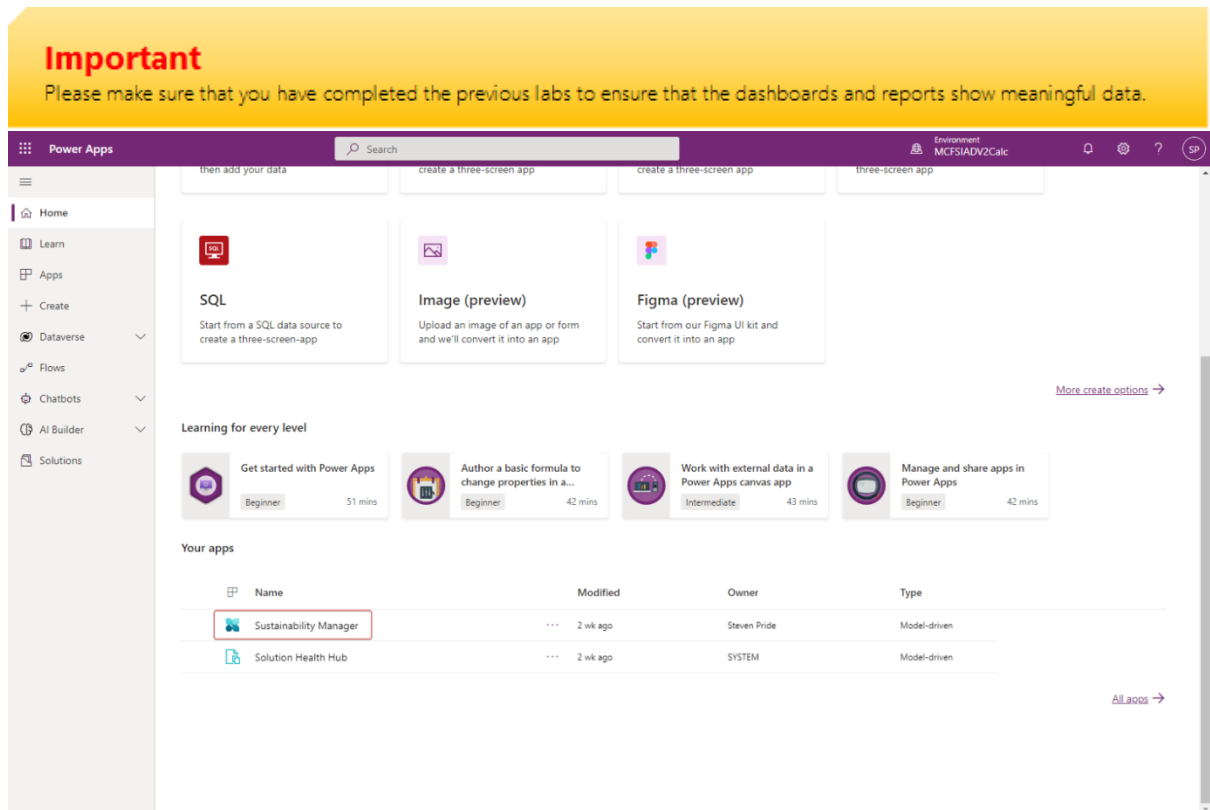 Important
Please make sure that you have completed the previous labs to ensure that the dashboards and reports show meaningful data.
Power Apps
Search
Environment
MCFSIADV2Calc
?
SP
Home
Learn
Apps
Create
Dataverse
Flows
Chatbots
AI Builder
Solutions
then add your data
create a three-screen app
create a three-screen app
three-screen app
SQL
SQL
Start from a SQL data source to
create a three-screen-app
Image (preview)
Upload an image of an app or form
and we'll convert it into an app
Figma (preview)
Start from our Figma UI kit and
convert it into an app
More create options →
Learning for every level
Get started with Power Apps
Beginner 51 mins
Author a basic formula to
change properties in a...
Beginner 42 mins
Work with external data in a
Power Apps canvas app
Intermediate 43 mins
Manage and share apps in
Power Apps
Beginner 42 mins
Your apps
Name Modified Owner Type
Sustainability Manager ... 2 wk ago Steven Pride Model-driven
Solution Health Hub ... 2 wk ago SYSTEM Model-driven
All apps →